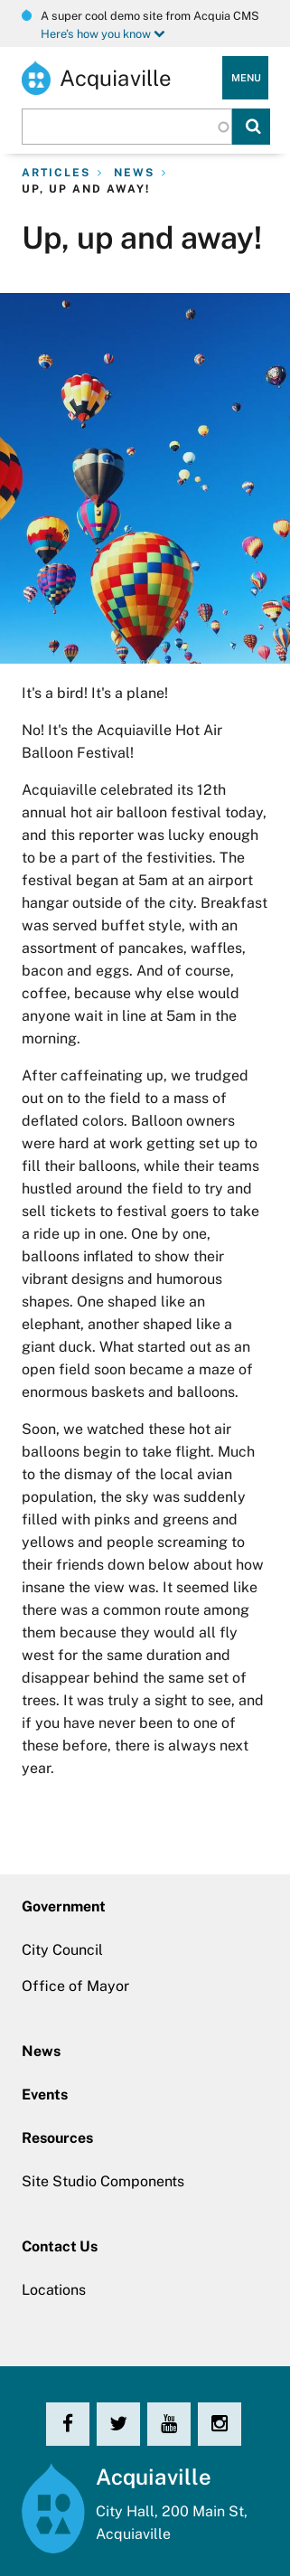 A super cool demo site from Acquia CMS
Here's how you know
Acquiaville
MENU
ARTICLES > NEWS >
UP, UP AND AWAY!
Up, up and away!
It's a bird! It's a plane!
No! It's the Acquiaville Hot Air
Balloon Festival!
Acquiaville celebrated its 12th
annual hot air balloon festival today,
and this reporter was lucky enough
to be a part of the festivities. The
festival began at 5am at an airport
hangar outside of the city. Breakfast
was served buffet style, with an
assortment of pancakes, waffles,
bacon and eggs. And of course,
coffee, because why else would
anyone wait in line at 5am in the
morning.
After caffeinating up, we trudged
out on to the field to a mass of
deflated colors. Balloon owners
were hard at work getting set up to
fill their balloons, while their teams
hustled around the field to try and
sell tickets to festival goers to take
a ride up in one. One by one,
balloons inflated to show their
vibrant designs and humorous
shapes. One shaped like an
elephant, another shaped like a
giant duck. What started out as an
open field soon became a maze of
enormous baskets and balloons.
Soon, we watched these hot air
balloons begin to take flight. Much
to the dismay of the local avian
population, the sky was suddenly
filled with pinks and greens and
yellows and people screaming to
their friends down below about how
insane the view was. It seemed like
there was a common route among
them because they would all fly
west for the same duration and
disappear behind the same set of
trees. It was truly a sight to see, and
if you have never been to one of
these before, there is always next
year.
Government
City Council
Office of Mayor
News
Events
Resources
Site Studio Components
Contact Us
Locations
You
Tube
Acquiaville
City Hall, 200 Main St,
Acquiaville